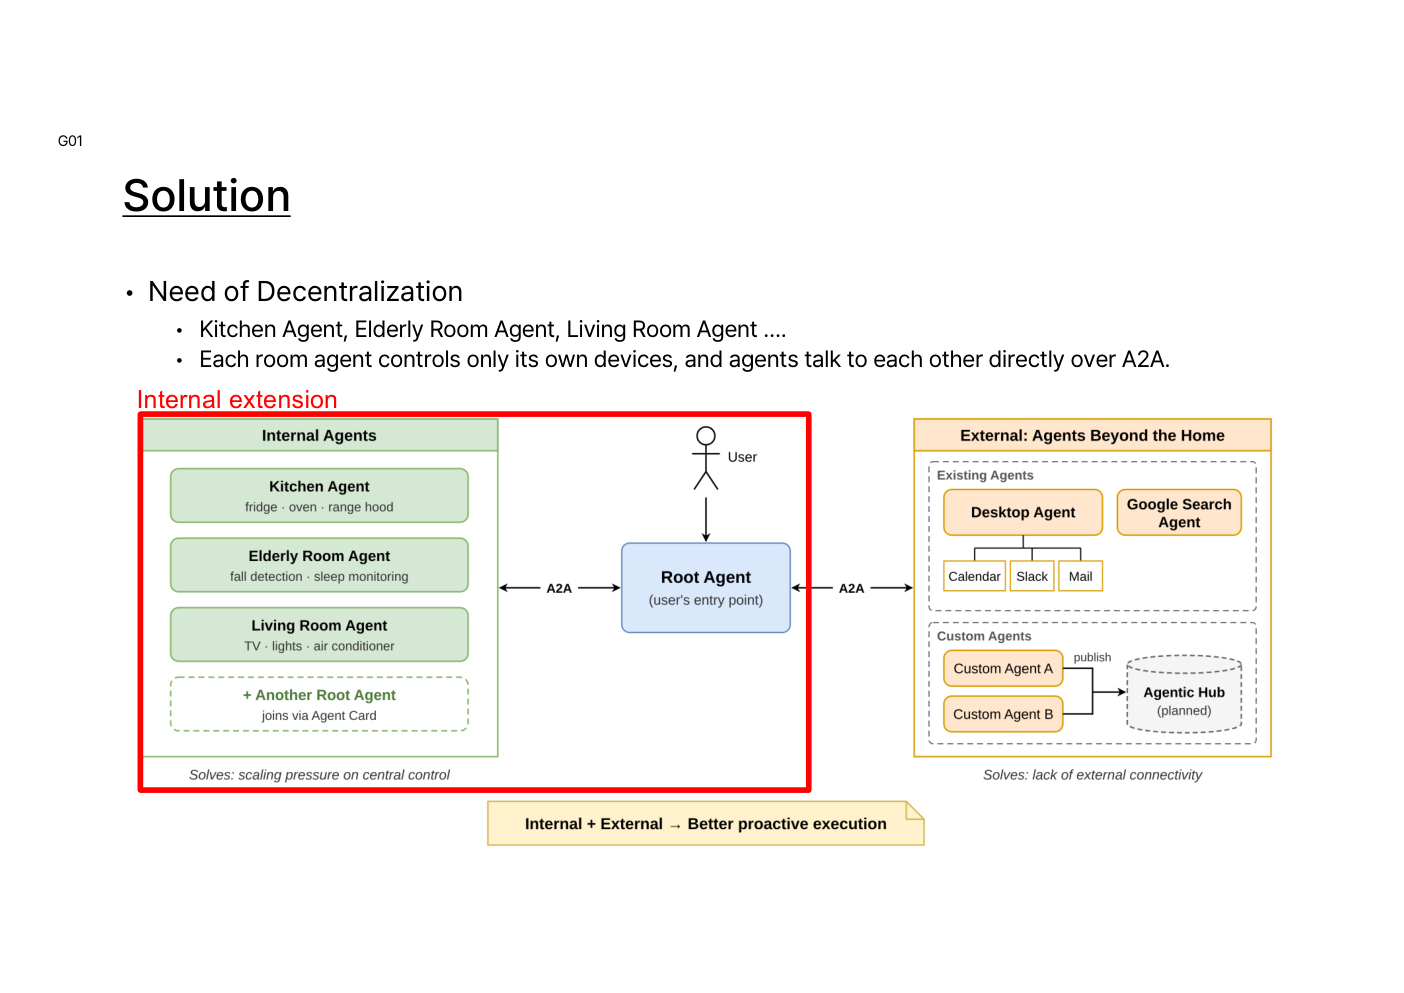 G01
Solution
• Need of Decentralization
• Kitchen Agent, Elderly Room Agent, Living Room Agent ....
• Each room agent controls only its own devices, and agents talk to each other directly over A2A.
Internal extension
Internal Agents
Kitchen Agent
fridge · oven · range hood
Elderly Room Agent
fall detection · sleep monitoring
Living Room Agent
TV · lights · air conditioner
+ Another Root Agent
joins via Agent Card
Solves: scaling pressure on central control
A2A
User
Root Agent
(user's entry point)
A2A
External: Agents Beyond the Home
Existing Agents
Desktop Agent
Google Search
Agent
Calendar
Slack
Mail
Custom Agents
Custom Agent A
publish
Custom Agent B
Agentic Hub
(planned)
Solves: lack of external connectivity
Internal + External → Better proactive execution